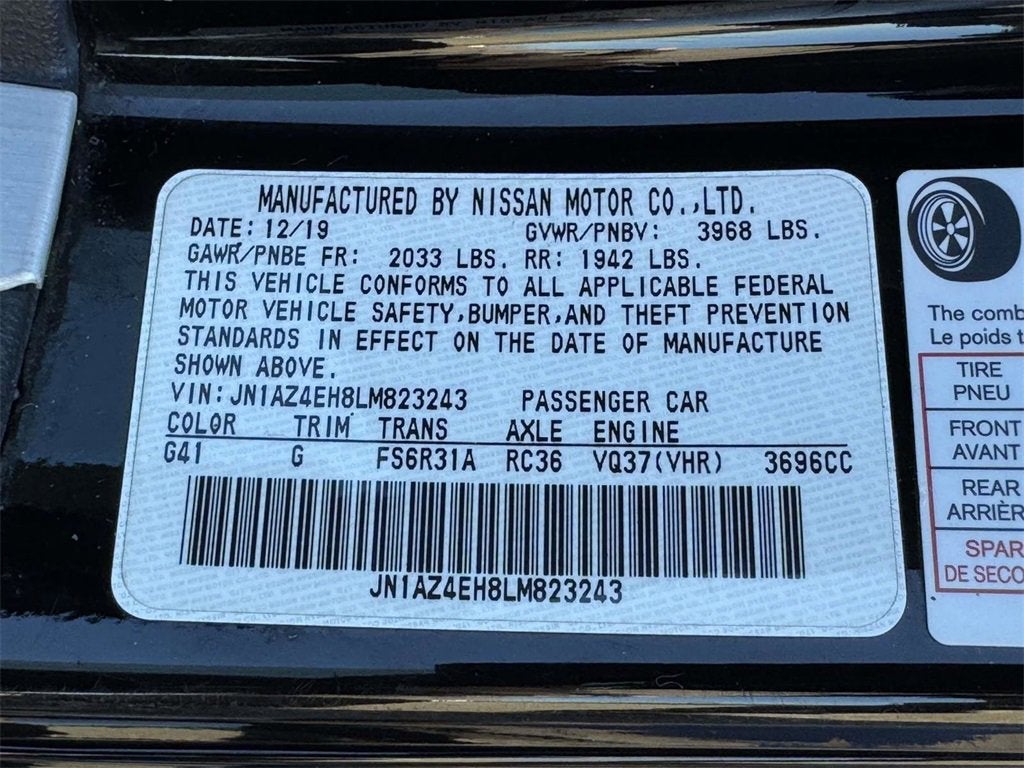 MANUFACTURED BY NISSAN MOTOR CO.,LTD.
DATE: 12/19 GVWR/PNBV: 3968 LBS.
GAWR/PNBE FR: 2033 LBS. RR: 1942 LBS.
THIS VEHICLE CONFORMS TO ALL APPLICABLE FEDERAL
MOTOR VEHICLE SAFETY,BUMPER,AND THEFT PREVENTION
STANDARDS IN EFFECT ON THE DATE OF MANUFACTURE
SHOWN ABOVE.
VIN: JN1AZ4EH8LM823243 PASSENGER CAR
COLOR TRIM TRANS AXLE ENGINE
G41 G FS6R31A RC36 VQ37(VHR) 3696CC
JN1AZ4EH8LM823243
The comb
Le poids t
TIRE
PNEU
FRONT
AVANT
REAR
ARRIÈR
SPAR
DE SECO